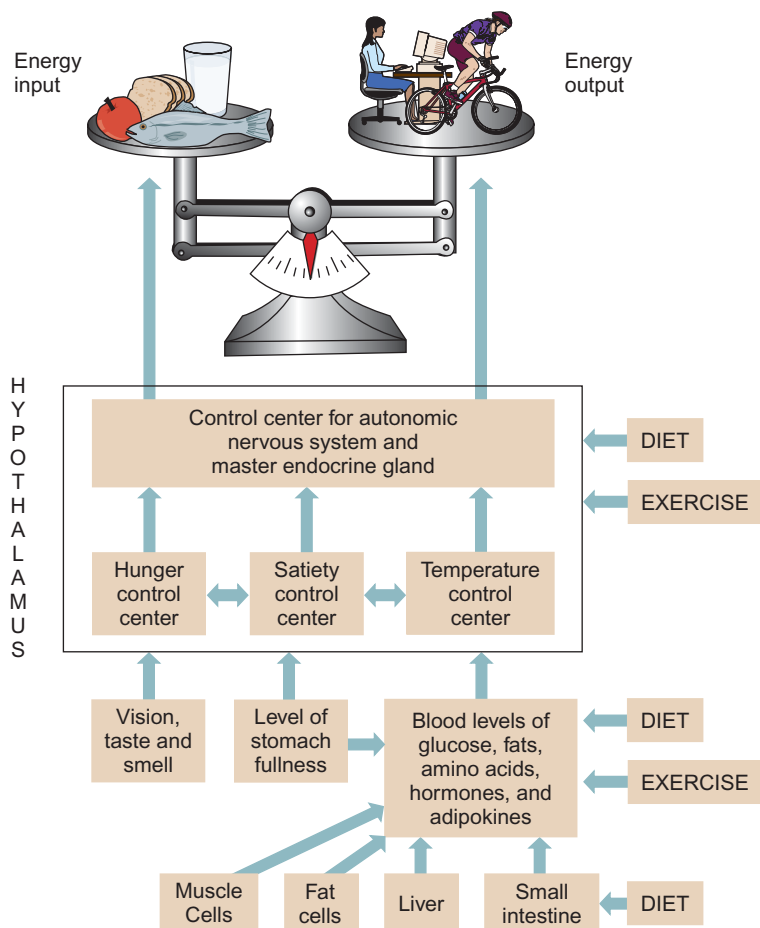 Energy
input
Energy
output
HYPOTHALAMUS
Control center for autonomic
nervous system and
master endocrine gland
DIET
EXERCISE
Hunger
control
center
Satiety
control
center
Temperature
control
center
Vision,
taste and
smell
Level of
stomach
fullness
Blood levels of
glucose, fats,
amino acids,
hormones, and
adipokines
DIET
EXERCISE
Muscle
Cells
Fat
cells
Liver
Small
intestine
DIET